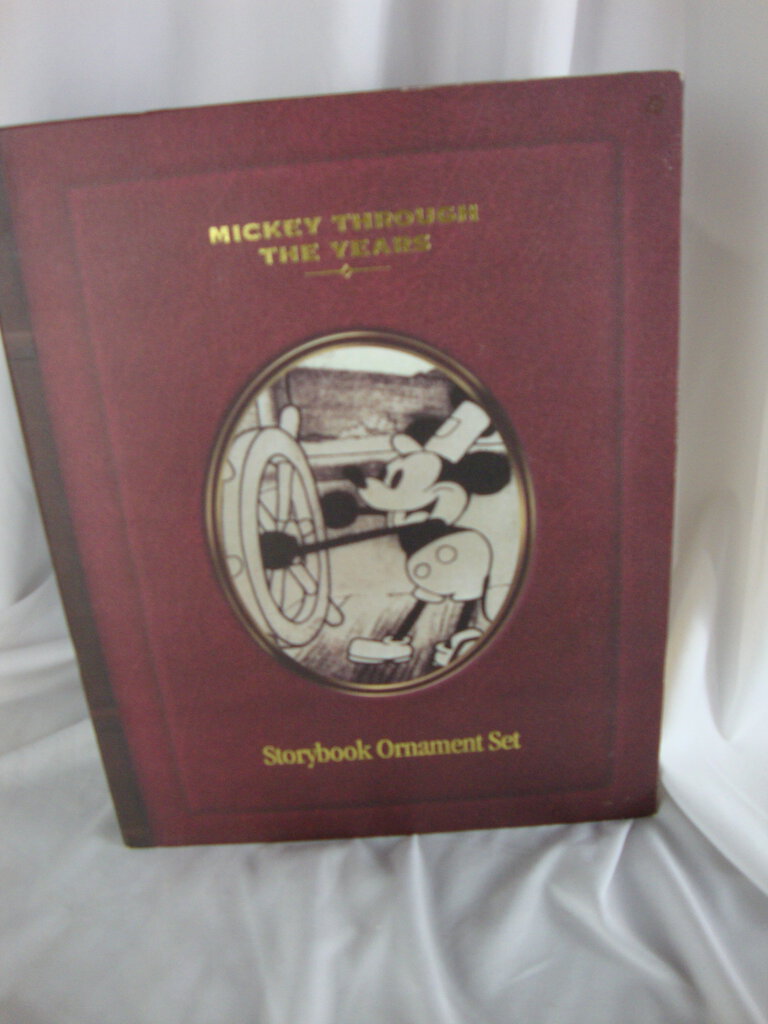 MICKEY THROUGH
THE YEARS
Storybook Ornament Set